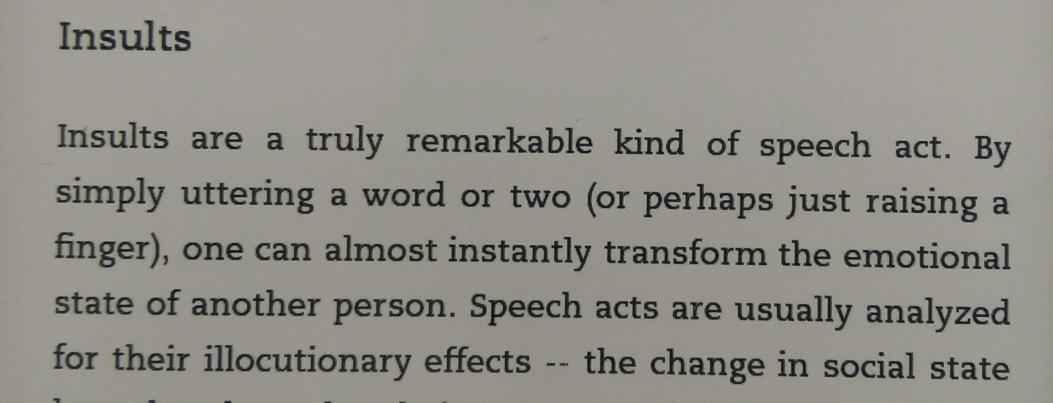 Insults
Insults are a truly remarkable kind of speech act. By
simply uttering a word or two (or perhaps just raising a
finger), one can almost instantly transform the emotional
state of another person. Speech acts are usually analyzed
for their illocutionary effects -- the change in social state